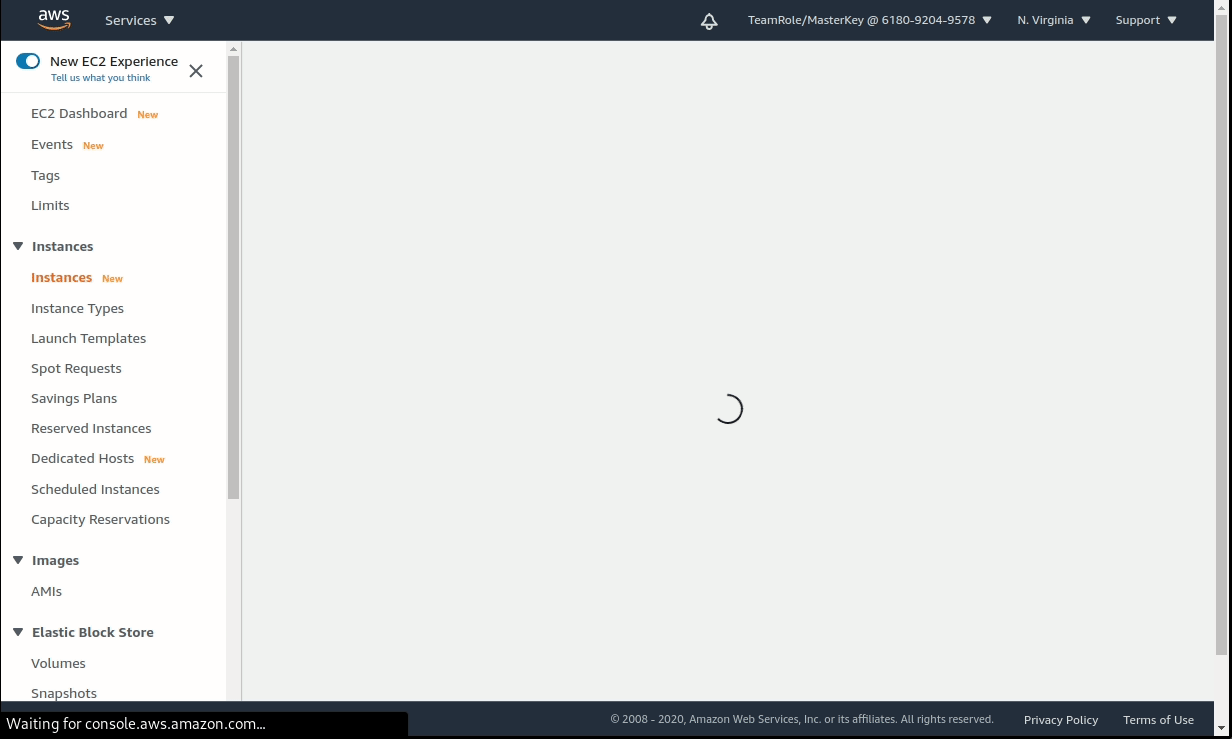 aws
Services
TeamRole/MasterKey @ 6180-9204-9578
N. Virginia
Support
New EC2 Experience
Tell us what you think
EC2 Dashboard New
Events New
Tags
Limits
Instances
Instances New
Instance Types
Launch Templates
Spot Requests
Savings Plans
Reserved Instances
Dedicated Hosts New
Scheduled Instances
Capacity Reservations
Images
AMIs
Elastic Block Store
Volumes
Snapshots
Waiting for console.aws.amazon.com...
© 2008 - 2020, Amazon Web Services, Inc. or its affiliates. All rights reserved.
Privacy Policy
Terms of Use